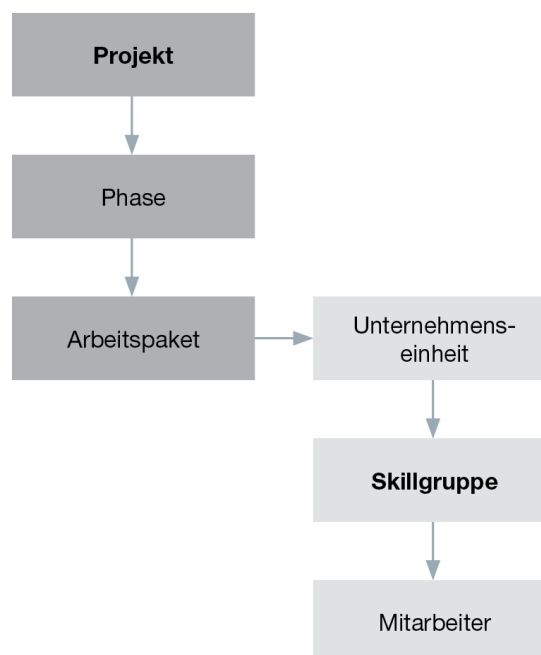 Projekt
Phase
Arbeitspaket
Unternehmens-
einheit
Skillgruppe
Mitarbeiter